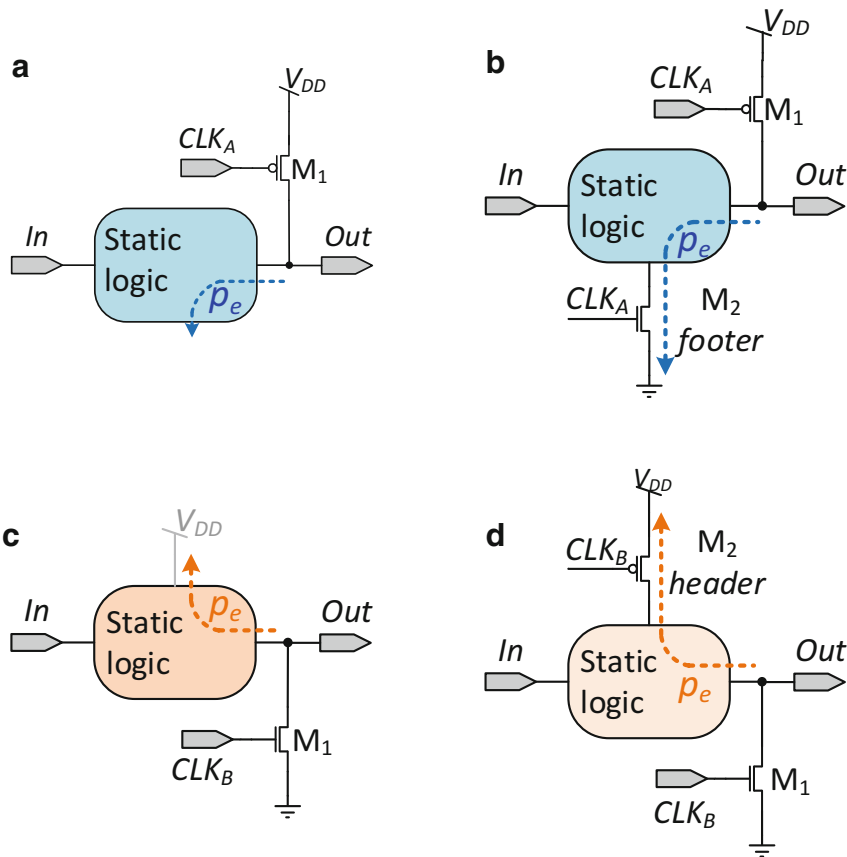 a
V_DD
CLK_A
M_1
In
Static
logic
Out
p_e
b
V_DD
CLK_A
M_1
In
Static
logic
Out
p_e
CLK_A
M_2
footer
c
V_DD
In
Static
logic
p_e
Out
M_1
CLK_B
d
V_DD
CLK_B
M_2
header
In
Static
logic
p_e
Out
M_1
CLK_B